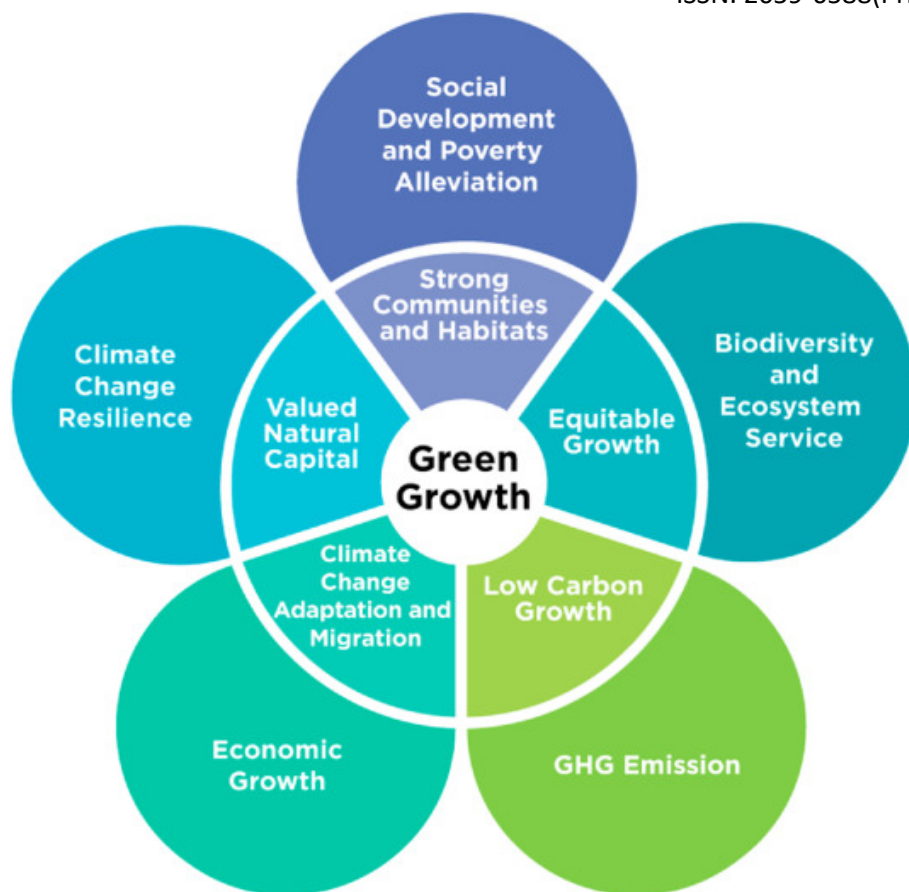 Social
Development
and Poverty
Alleviation
Strong
Communities
and Habitats
Climate
Change
Resilience
Valued
Natural
Capital
Green
Growth
Equitable
Growth
Biodiversity
and
Ecosystem
Service
Climate
Change
Adaptation and
Migration
Low Carbon
Growth
Economic
Growth
GHG Emission